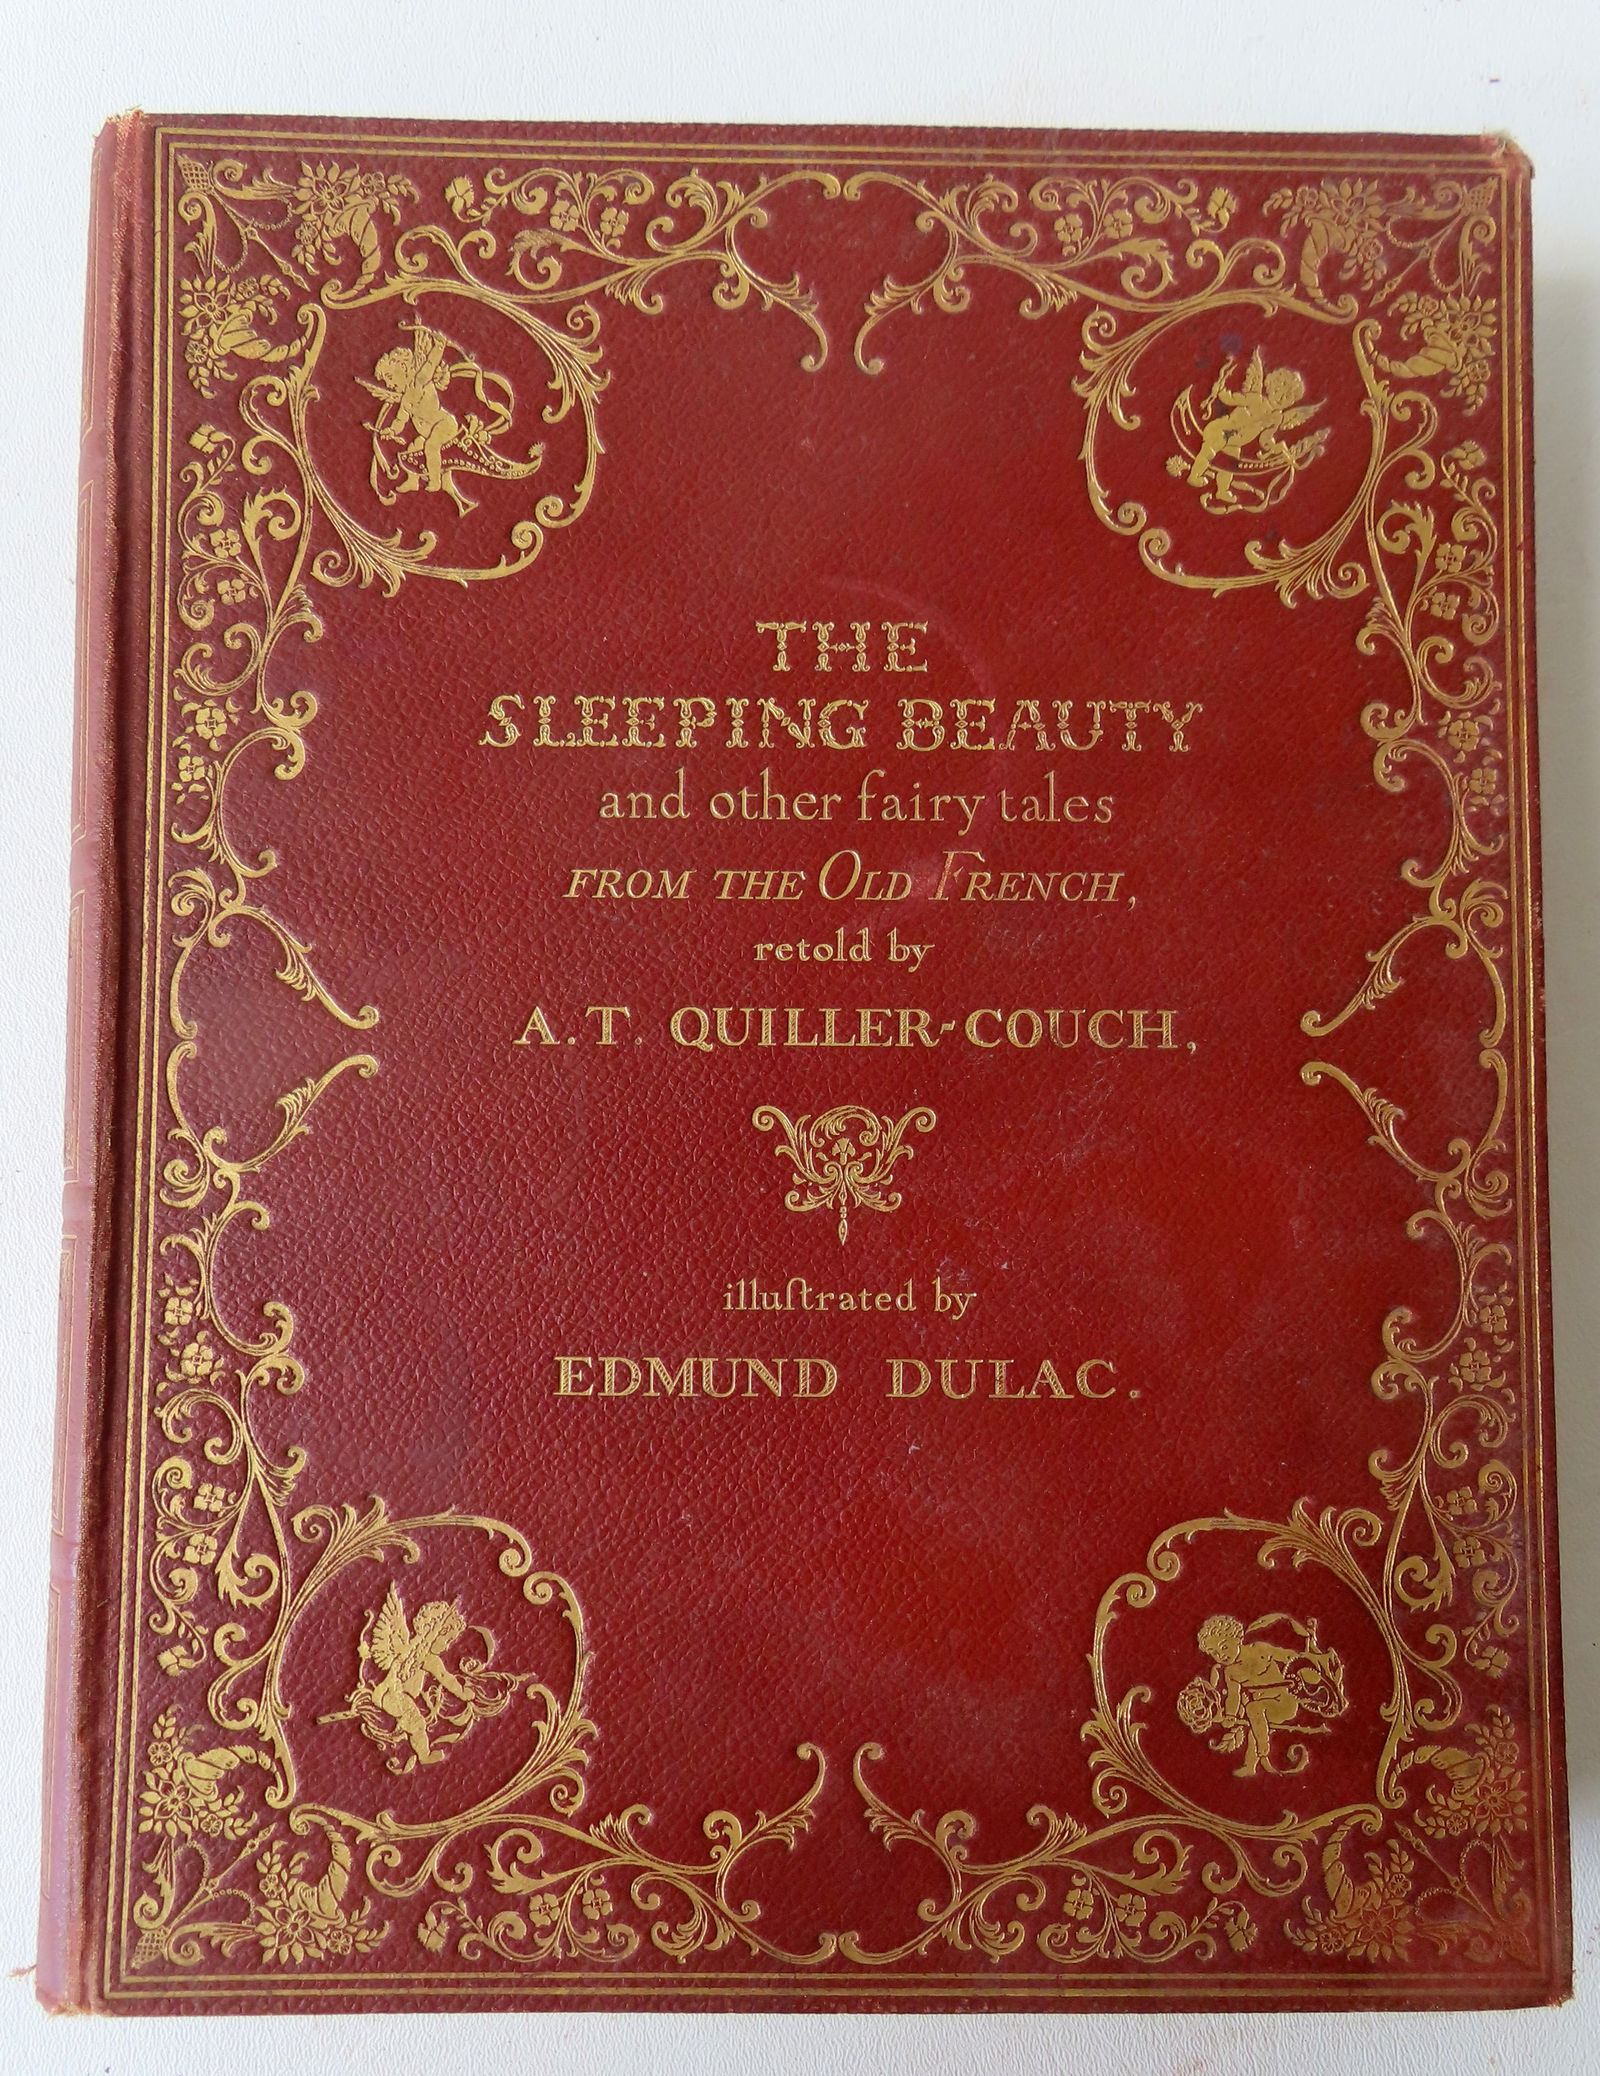 THE
SLEEPING BEAUTY
and other fairy tales
FROM THE OLD FRENCH,
retold by
A.T. QUILLER-COUCH,
illuſtrated by
EDMUND DULAC.